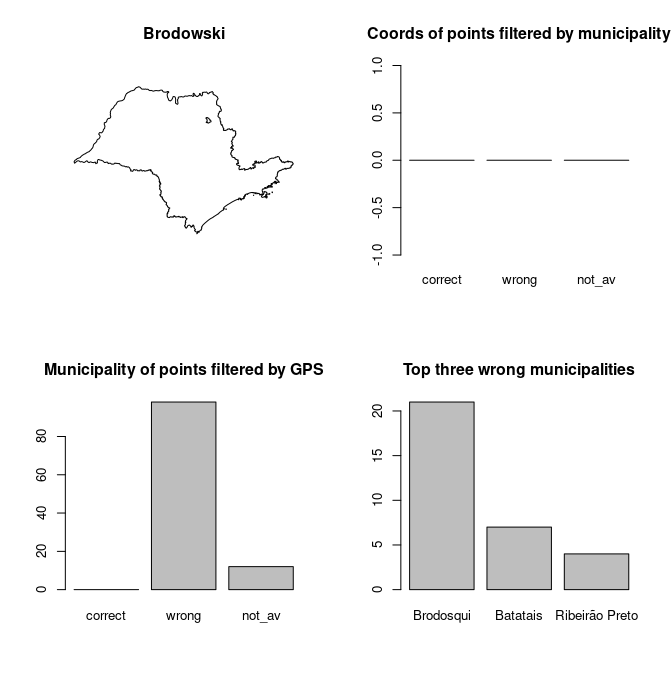 Brodowski
Coords of points filtered by municipality
1.0
0.5
0.0
-0.5
-1.0
correct wrong not_av
Municipality of points filtered by GPS
80
60
40
20
0
correct wrong not_av
Top three wrong municipalities
20
15
10
5
0
Brodosqui Batatais Ribeirão Preto